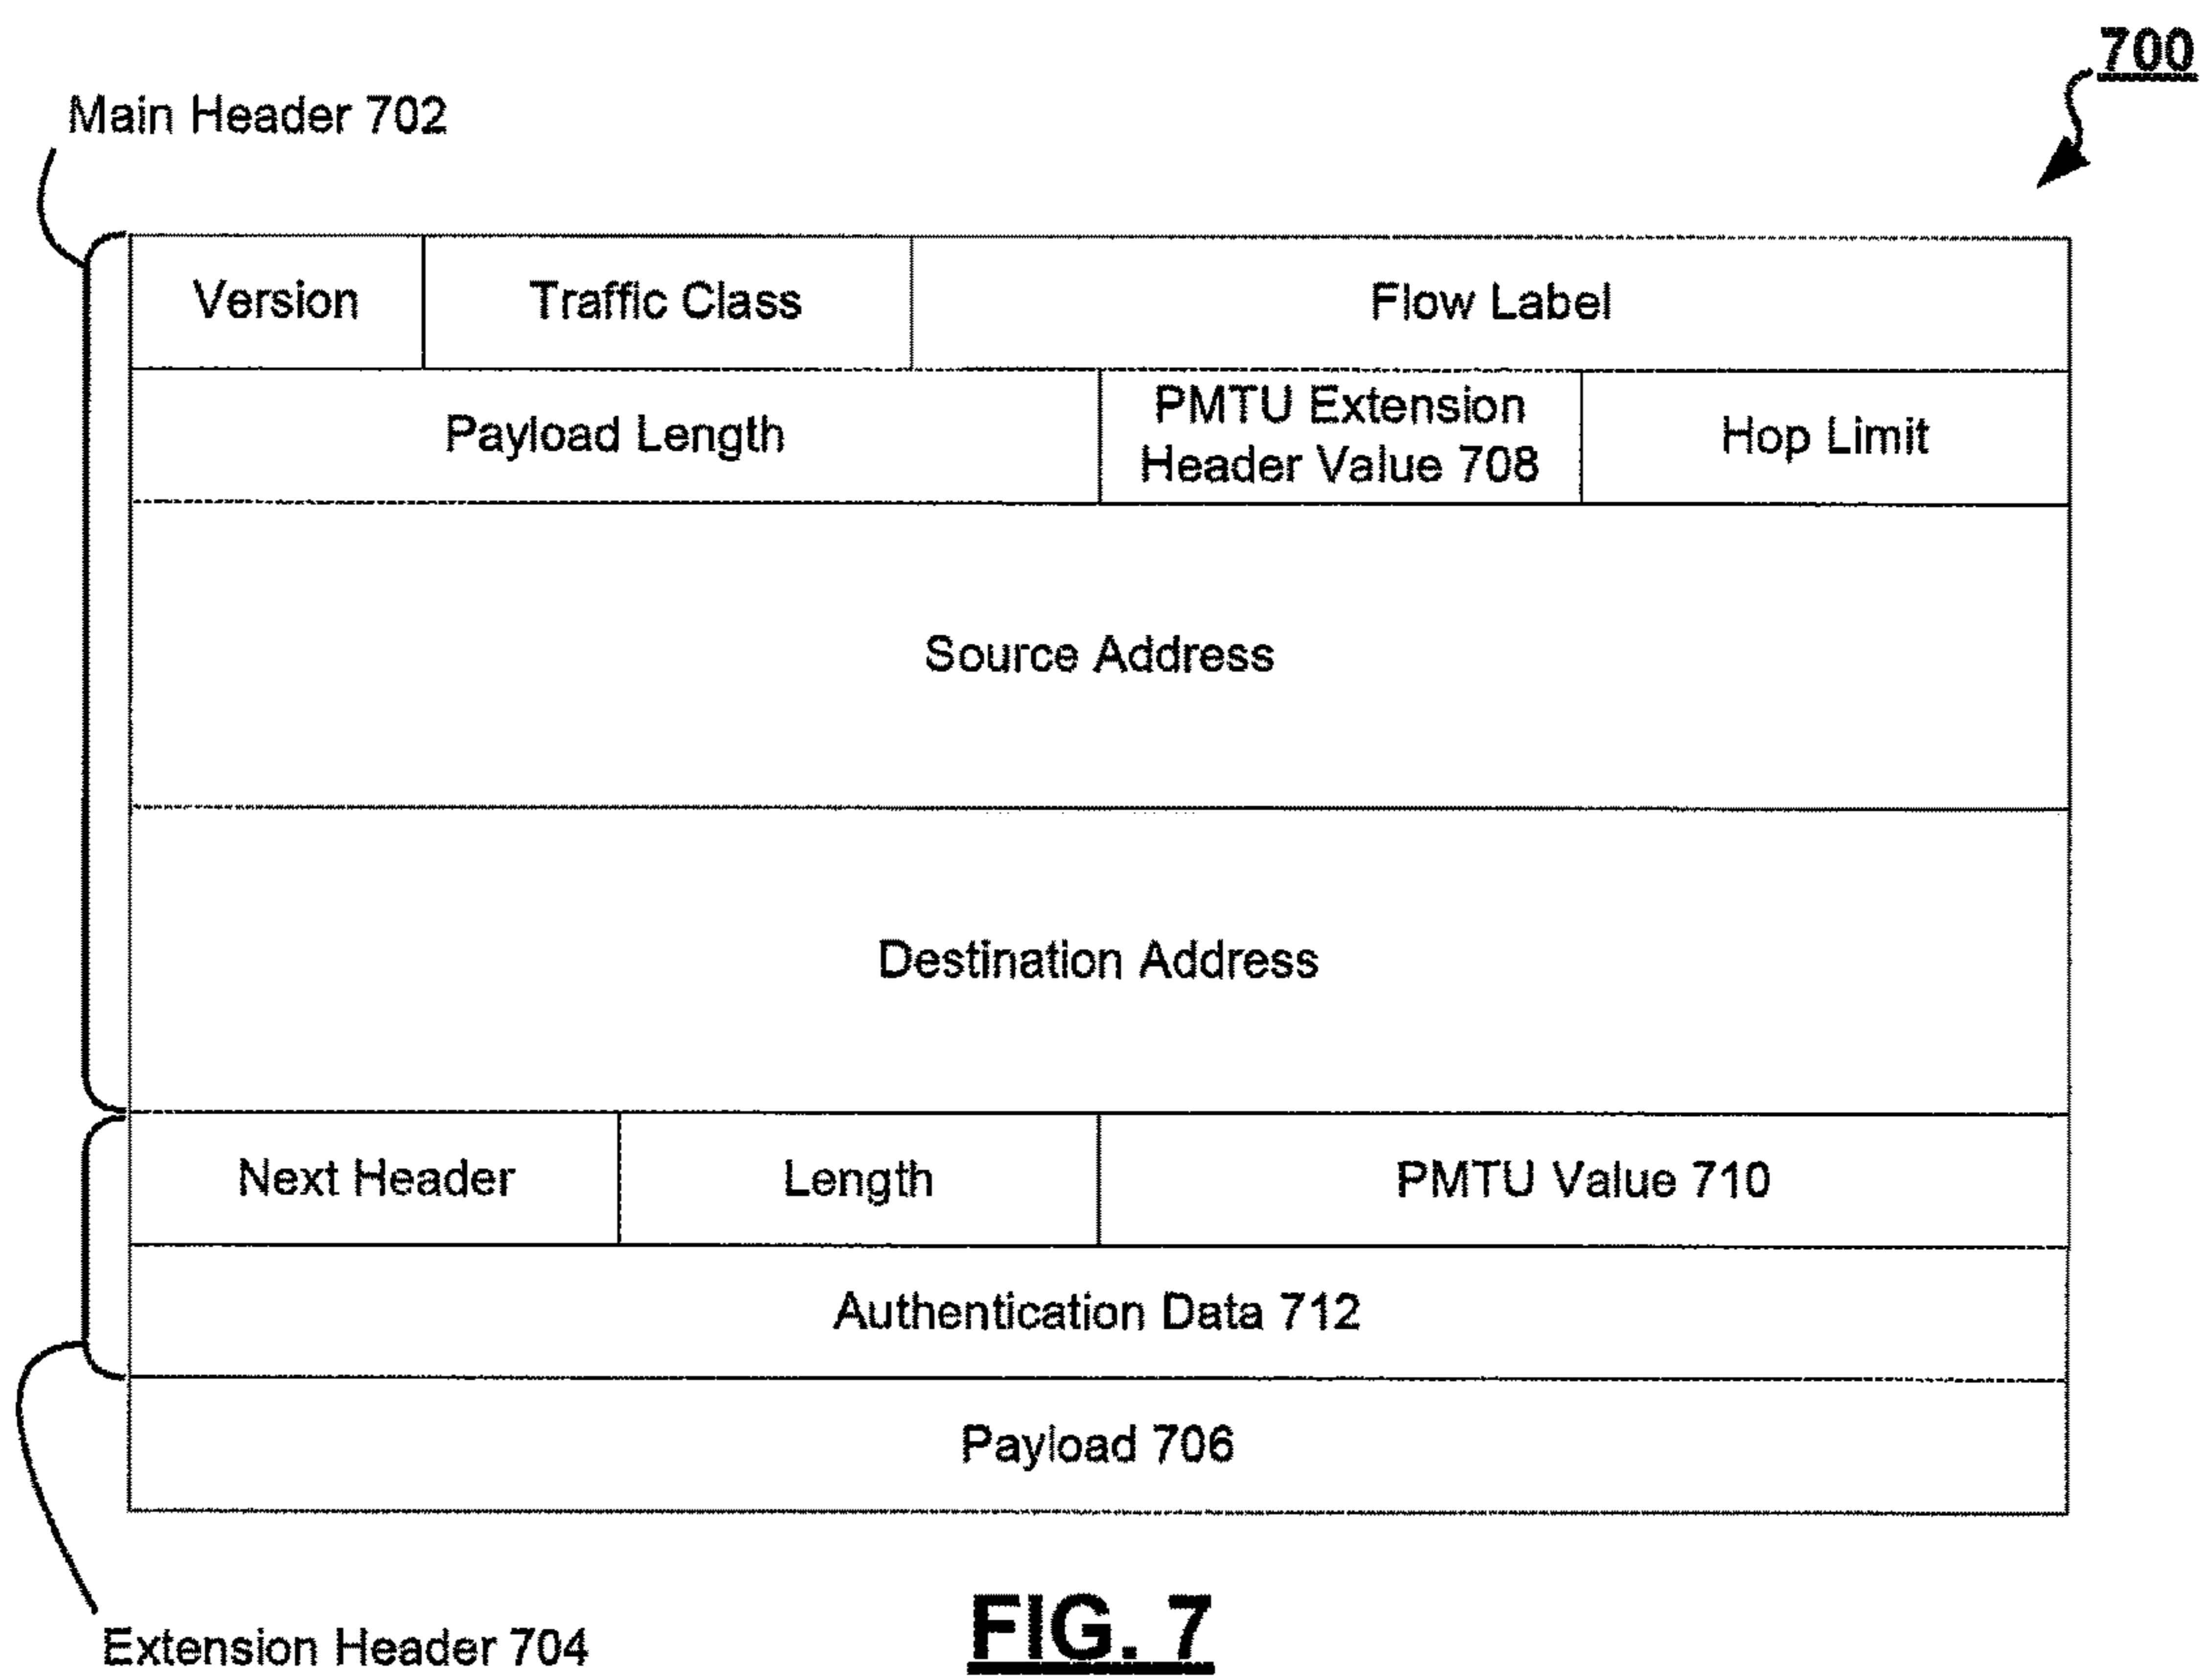 700
Main Header 702
Version
Traffic Class
Flow Label
Payload Length
PMTU Extension
Header Value 708
Hop Limit
Source Address
Destination Address
Next Header
Length
PMTU Value 710
Authentication Data 712
Payload 706
Extension Header 704
FIG. 7